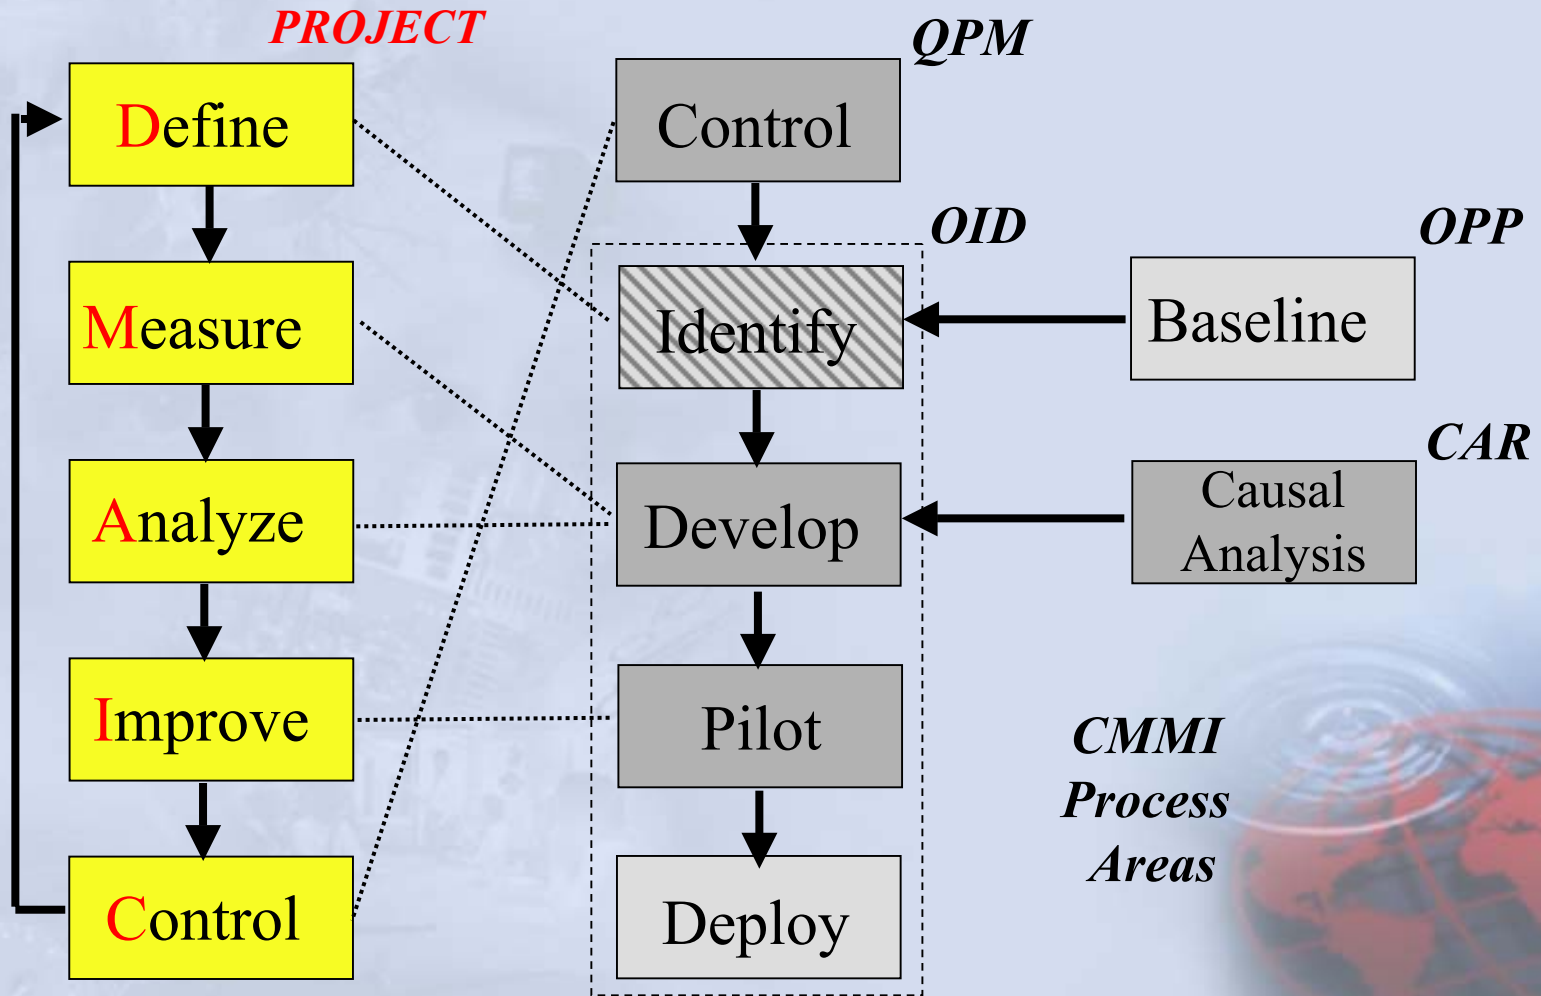 PROJECT
Define
Measure
Analyze
Improve
Control
QPM
Control
OID
Identify
Develop
Pilot
Deploy
OPP
Baseline
CAR
Causal
Analysis
CMMI
Process
Areas